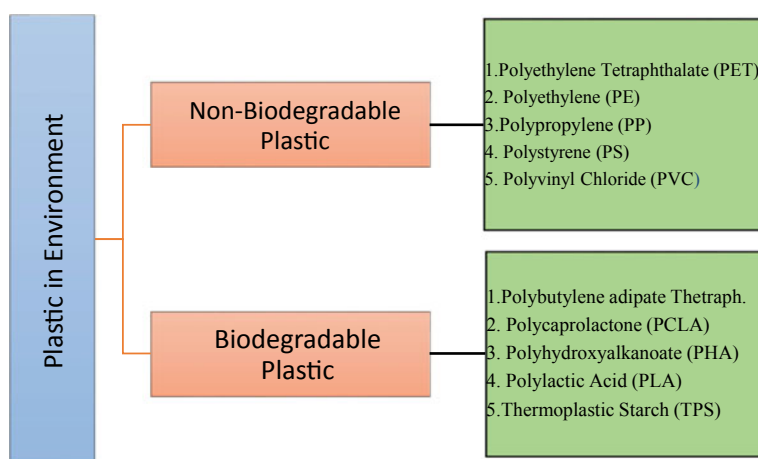 Plastic in Environment
Non-Biodegradable
Plastic
1.Polyethylene Tetraphthalate (PET)
2. Polyethylene (PE)
3.Polypropylene (PP)
4. Polystyrene (PS)
5. Polyvinyl Chloride (PVC)
Biodegradable
Plastic
1.Polybutylene adipate Thetraph.
2. Polycaprolactone (PCLA)
3. Polyhydroxyalkanoate (PHA)
4. Polylactic Acid (PLA)
5.Thermoplastic Starch (TPS)